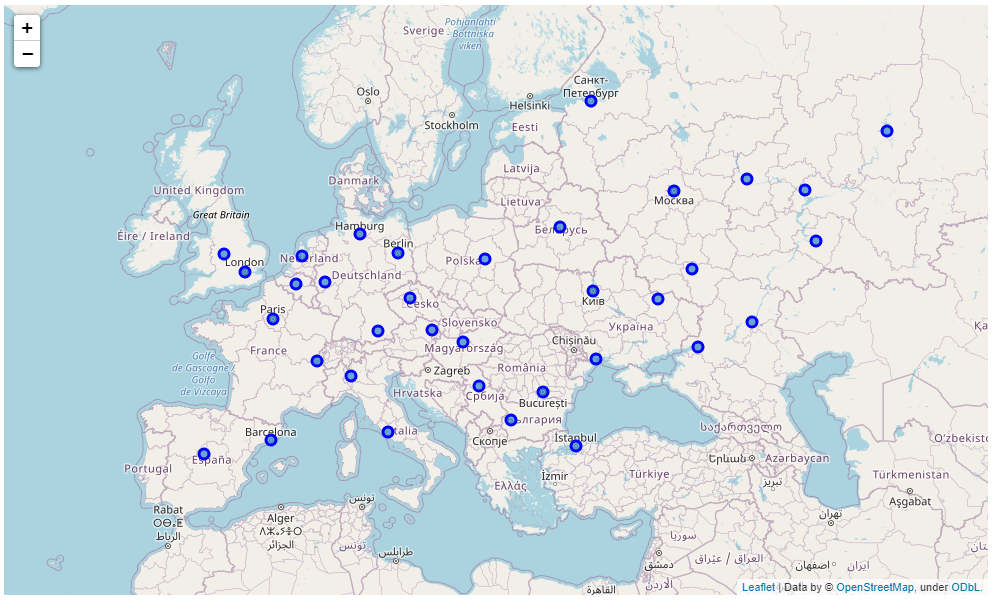 +
−
Sverige
Pohjanlahti
- Bottniska
viken
Oslo
Stockholm
Helsinki
Санкт-
Петербург
Eesti
Latvija
Lietuva
Danmark
United Kingdom
Great Britain
Éire / Ireland
Москва
Hamburg
Berlin
Nederland
London
Deutschland
Polska
Київ
Paris
Česko
Slovensko
Україна
France
Magyarország
Chișinău
Golfe
de Gascogne /
Golfo
de Vizcaya
Zagreb
România
Hrvatska
Србија
București
Barcelona
Italia
България
Скопје
İstanbul
España
Portugal
Ελλάς
İzmir
Türkiye
საქართველო
Երևան
Azərbaycan
O'zbekisto
Türkmenistan
Aşgabat
تبریز
تهران
Rabat
ⵔⴱⴰⵟ
الرباط
Alger
الجزائر
تونس
تونس
طرابلس
سوريا
دمشق
العراق / عێراق
اصفهان
ایران
الأردن
القاهرة
Leaflet | Data by © OpenStreetMap, under ODbL.